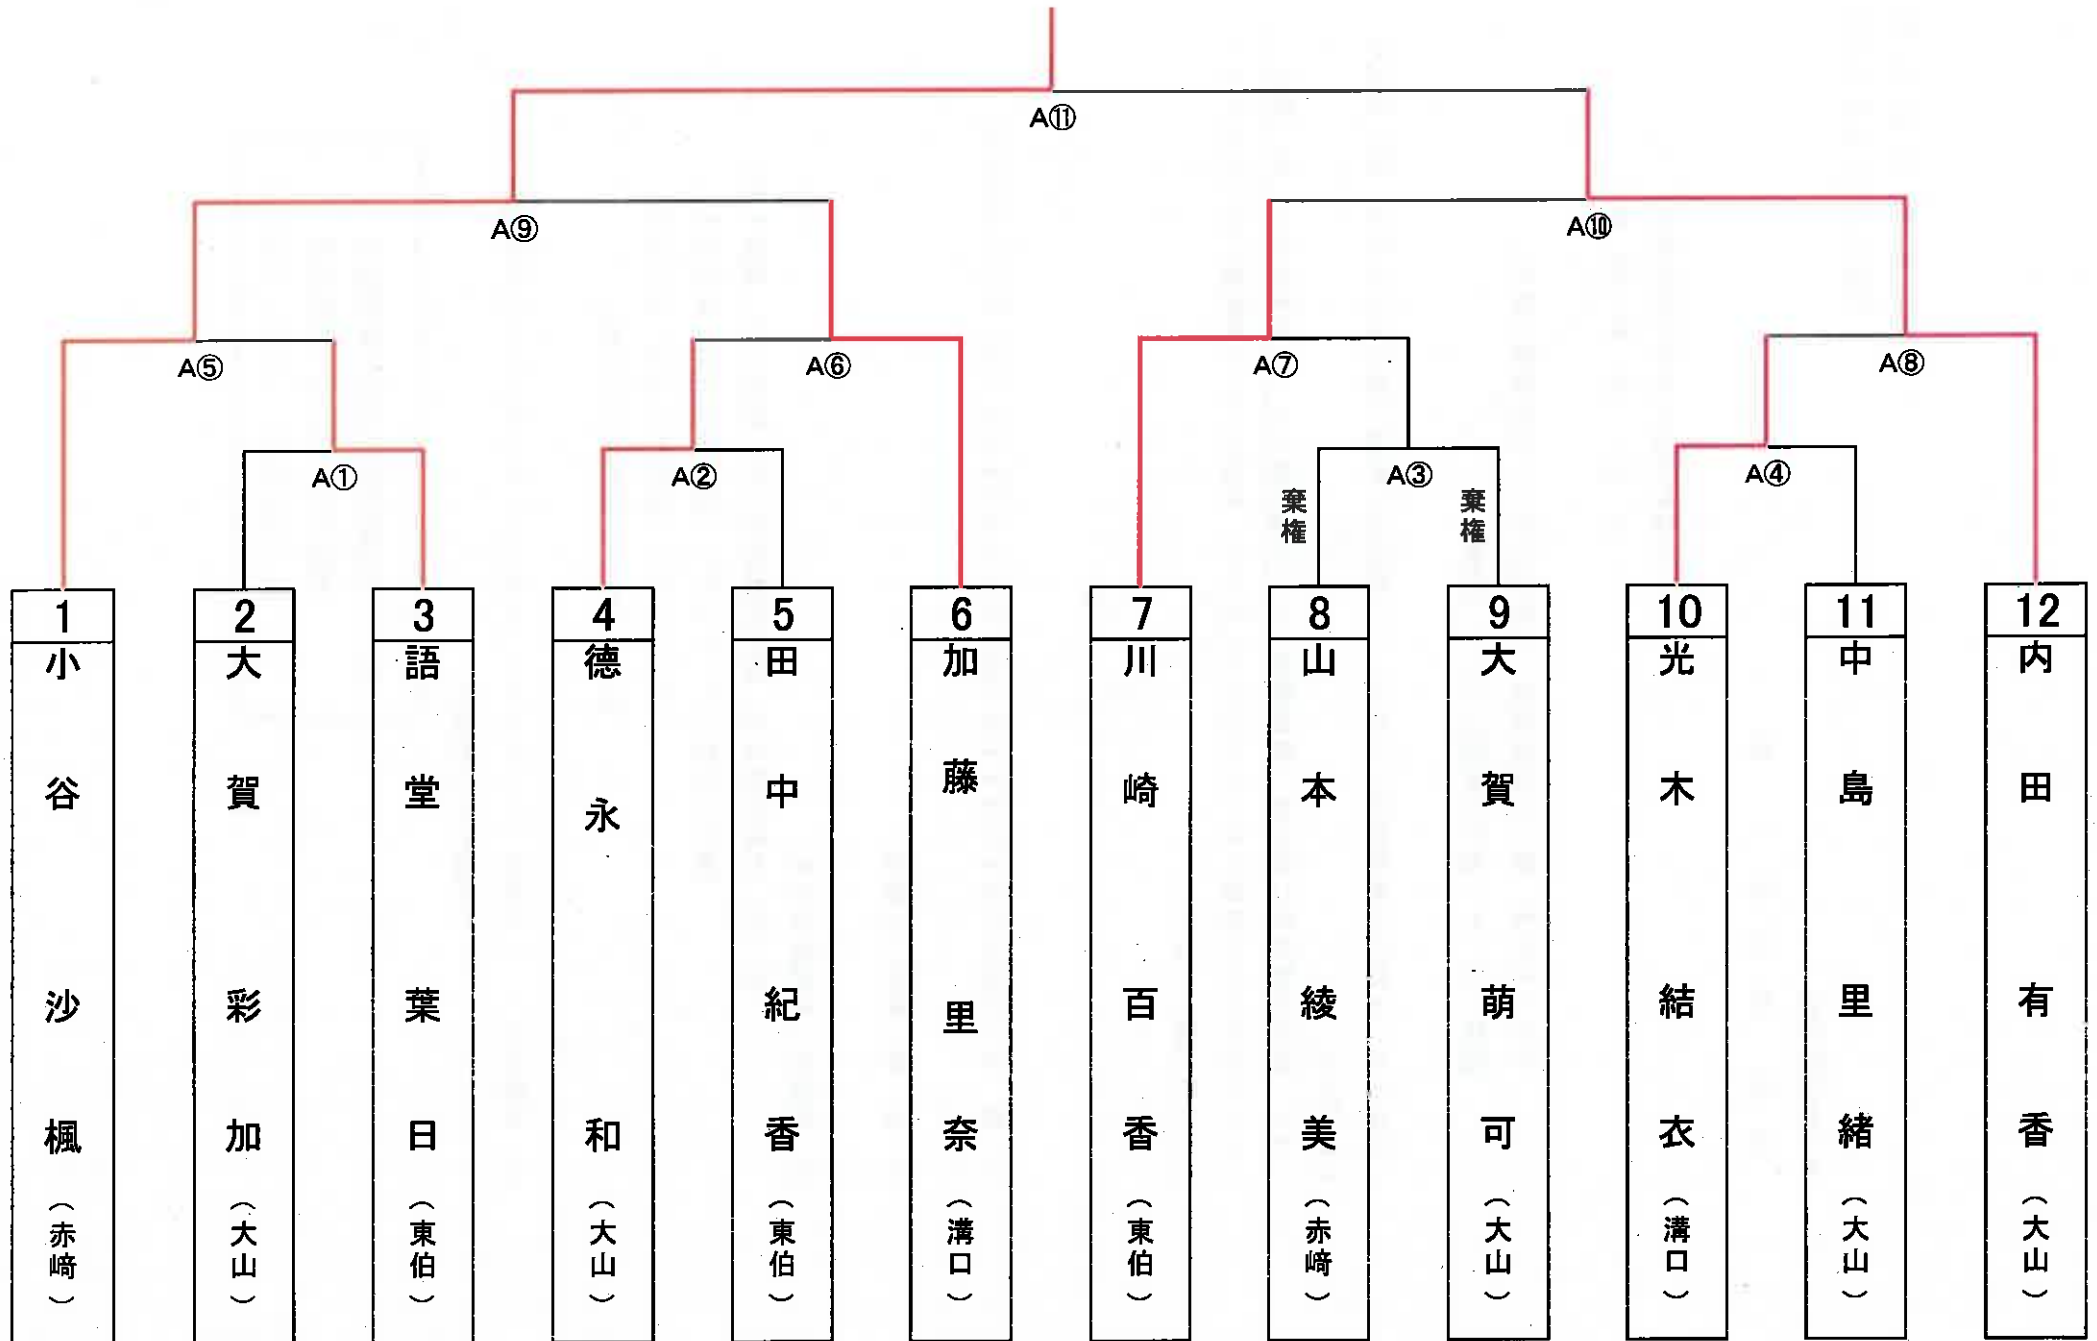 A⑪
A⑨
A⑩
A⑤
A⑥
A⑦
A⑧
A①
A②
A③
A④
棄権
棄権
1
小谷 沙楓（赤崎）
2
大賀 彩加（大山）
3
語堂 葉日（東伯）
4
徳永 和（大山）
5
田中 紀香（東伯）
6
加藤 里奈（溝口）
7
川崎 百香（東伯）
8
山本 綾美（赤崎）
9
大賀 萌可（大山）
10
光木 結衣（溝口）
11
中島 里緒（大山）
12
内田 有香（大山）